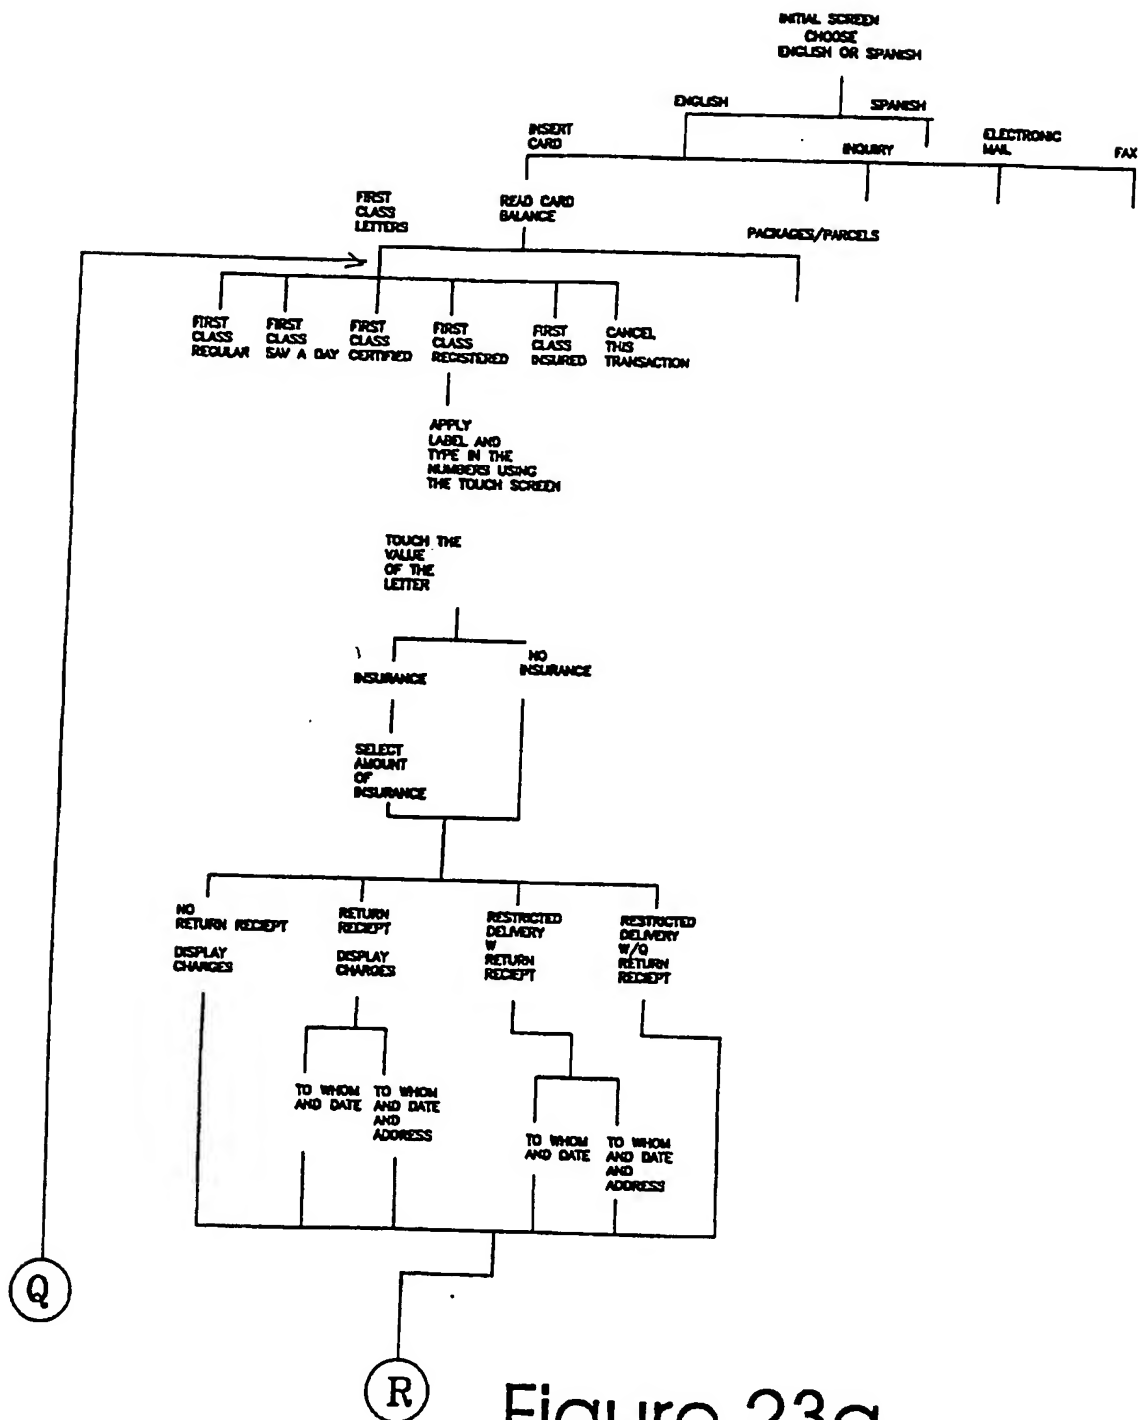 INITIAL SCREEN
CHOOSE
ENGLISH OR SPANISH
ENGLISH
SPANISH
INSERT
CARD
INQUIRY
ELECTRONIC
MAIL
FAX
FIRST
CLASS
LETTERS
READ CARD
BALANCE
PACKAGES/PARCELS
FIRST
CLASS
REGULAR
FIRST
CLASS
SAV A DAY
FIRST
CLASS
CERTIFIED
FIRST
CLASS
REGISTERED
FIRST
CLASS
INSURED
CANCEL
THIS
TRANSACTION
APPLY
LABEL AND
TYPE IN THE
NUMBERS USING
THE TOUCH SCREEN
TOUCH THE
VALUE
OF THE
LETTER
INSURANCE
NO
INSURANCE
SELECT
AMOUNT
OF
INSURANCE
NO
RETURN RECIEPT
DISPLAY
CHARGES
RETURN
RECIEPT
DISPLAY
CHARGES
RESTRICTED
DELIVERY
W
RETURN
RECIEPT
RESTRICTED
DELIVERY
W/O
RETURN
RECIEPT
TO WHOM
AND DATE
TO WHOM
AND DATE
AND
ADDRESS
TO WHOM
AND DATE
TO WHOM
AND DATE
AND
ADDRESS
Q
R
Figure 23a